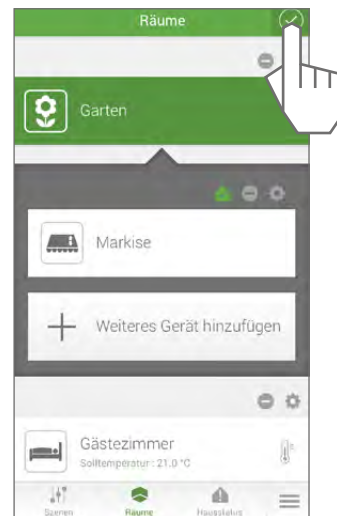 Räume
Garten
Markise
Weiteres Gerät hinzufügen
Gästezimmer
Solltemperatur: 21.0 °C
Szenen
Räume
Hausstatus